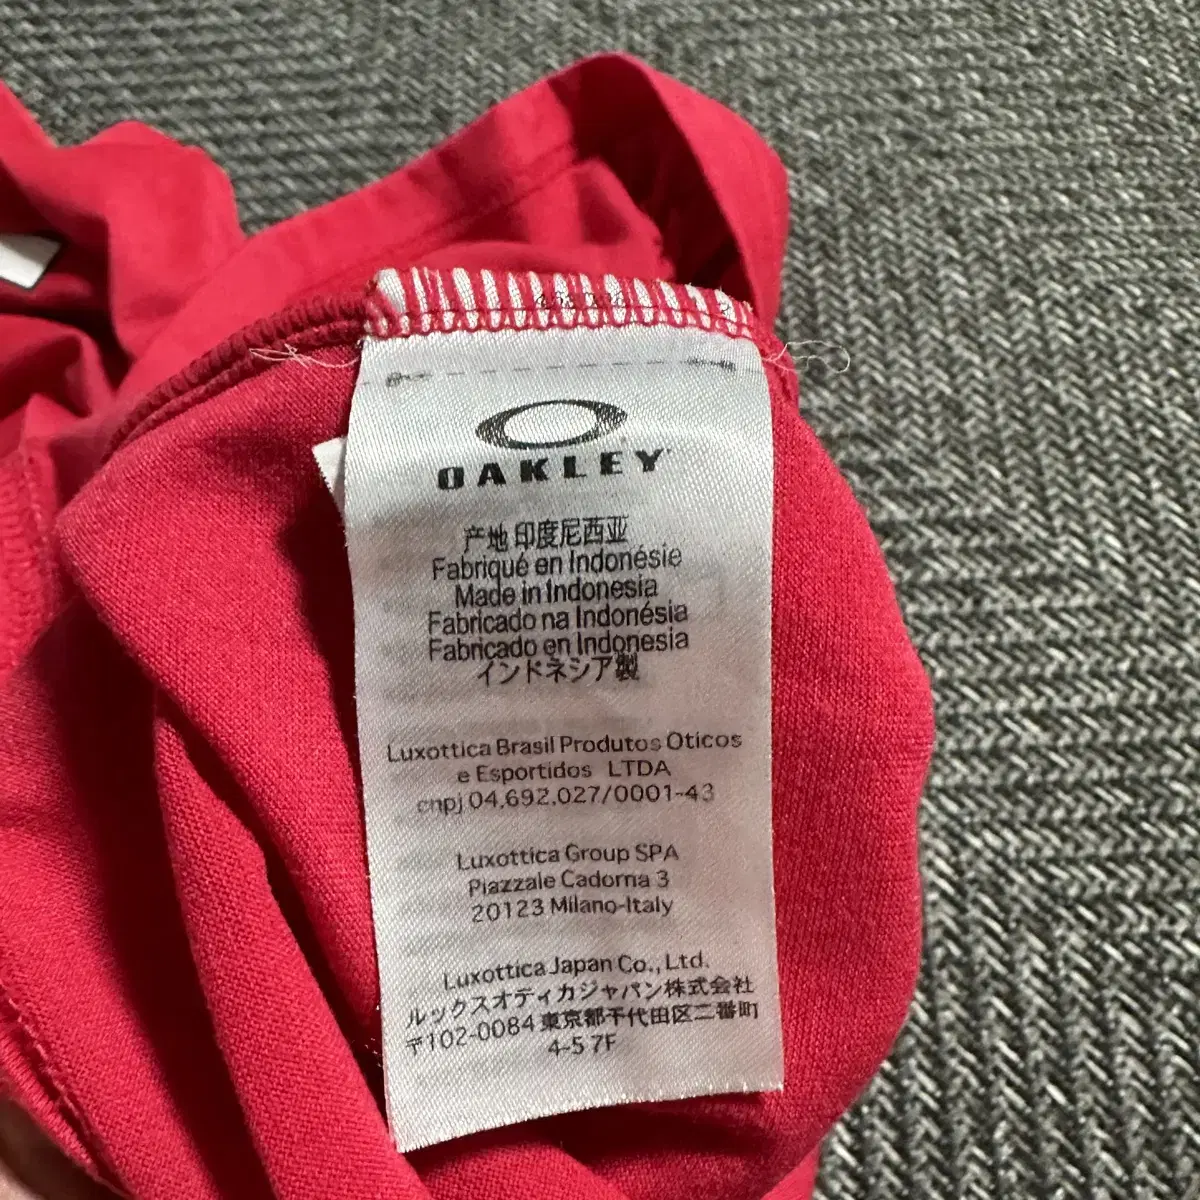 OAKLEY
产地 印度尼西亚
Fabriqué en Indonésie
Made in Indonesia
Fabricado na Indonésia
Fabricado en Indonesia
インドネシア製
Luxottica Brasil Produtos Oticos
e Esportidos LTDA
cnpj 04.692.027/0001-43
Luxottica Group SPA
Piazzale Cadorna 3
20123 Milano-Italy
Luxottica Japan Co., Ltd.
ルックスオティカジャパン株式会社
〒102-0084 東京都千代田区二番町
4-5 7F